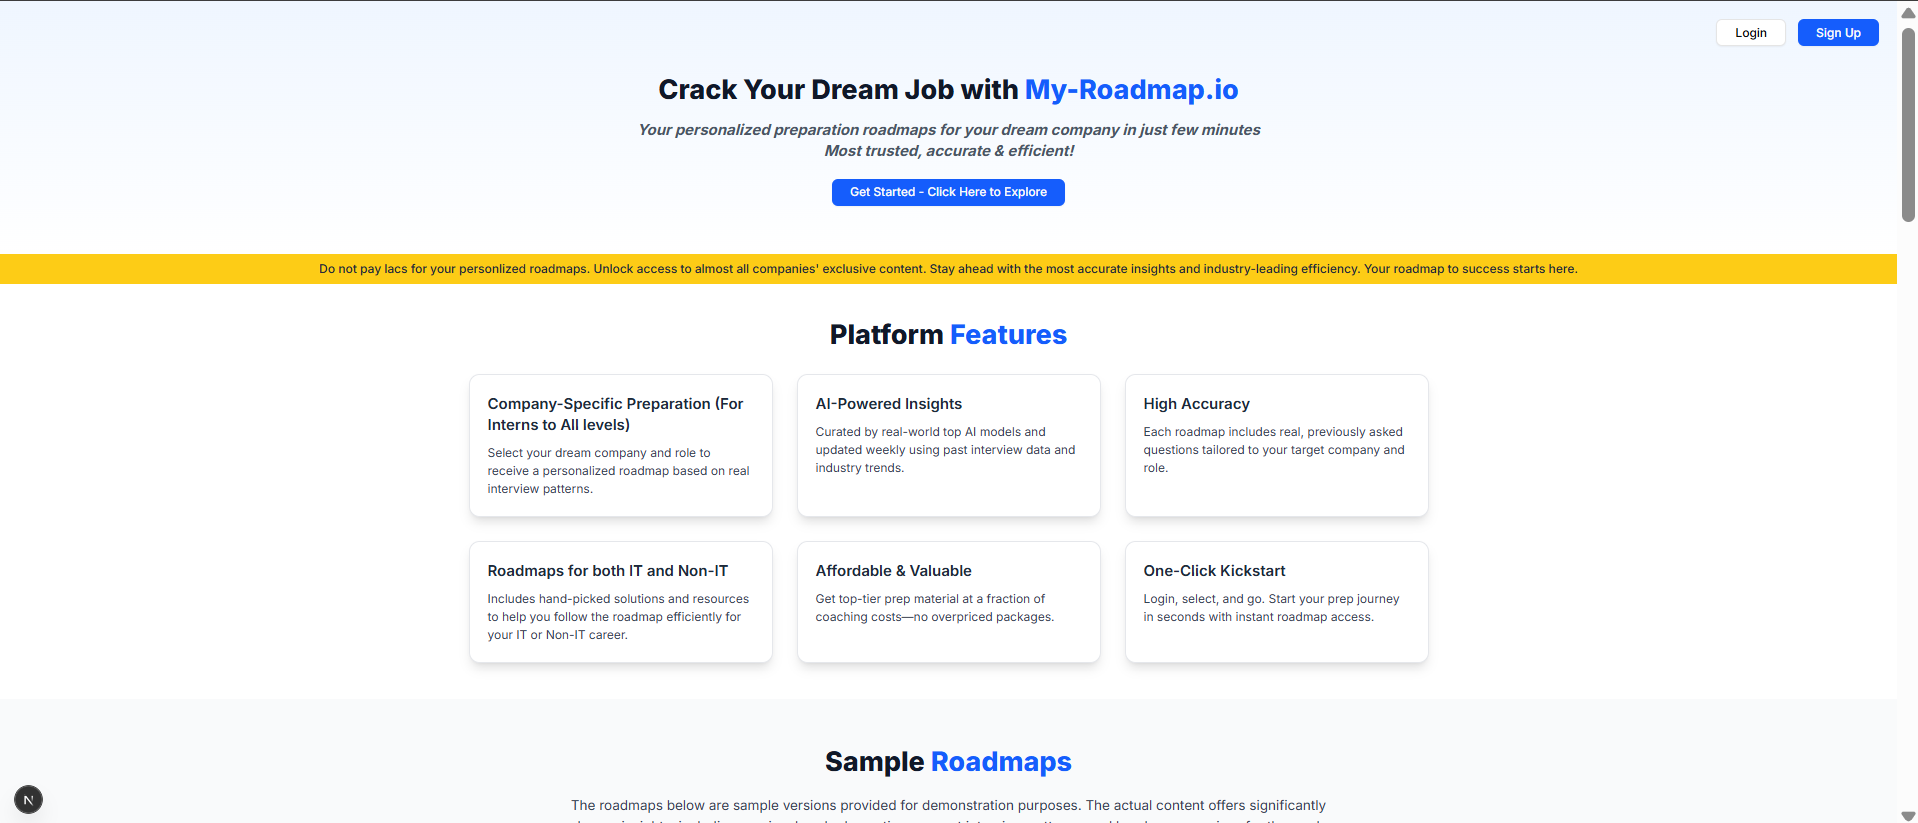 Login
Sign Up
Crack Your Dream Job with My-Roadmap.io
Your personalized preparation roadmaps for your dream company in just few minutes
Most trusted, accurate & efficient!
Get Started - Click Here to Explore
Do not pay lacs for your personlized roadmaps. Unlock access to almost all companies' exclusive content. Stay ahead with the most accurate insights and industry-leading efficiency. Your roadmap to success starts here.
Platform Features
Company-Specific Preparation (For
Interns to All levels)
Select your dream company and role to
receive a personalized roadmap based on real
interview patterns.
AI-Powered Insights
Curated by real-world top AI models and
updated weekly using past interview data and
industry trends.
High Accuracy
Each roadmap includes real, previously asked
questions tailored to your target company and
role.
Roadmaps for both IT and Non-IT
Includes hand-picked solutions and resources
to help you follow the roadmap efficiently for
your IT or Non-IT career.
Affordable & Valuable
Get top-tier prep material at a fraction of
coaching costs—no overpriced packages.
One-Click Kickstart
Login, select, and go. Start your prep journey
in seconds with instant roadmap access.
Sample Roadmaps
The roadmaps below are sample versions provided for demonstration purposes. The actual content offers significantly
N